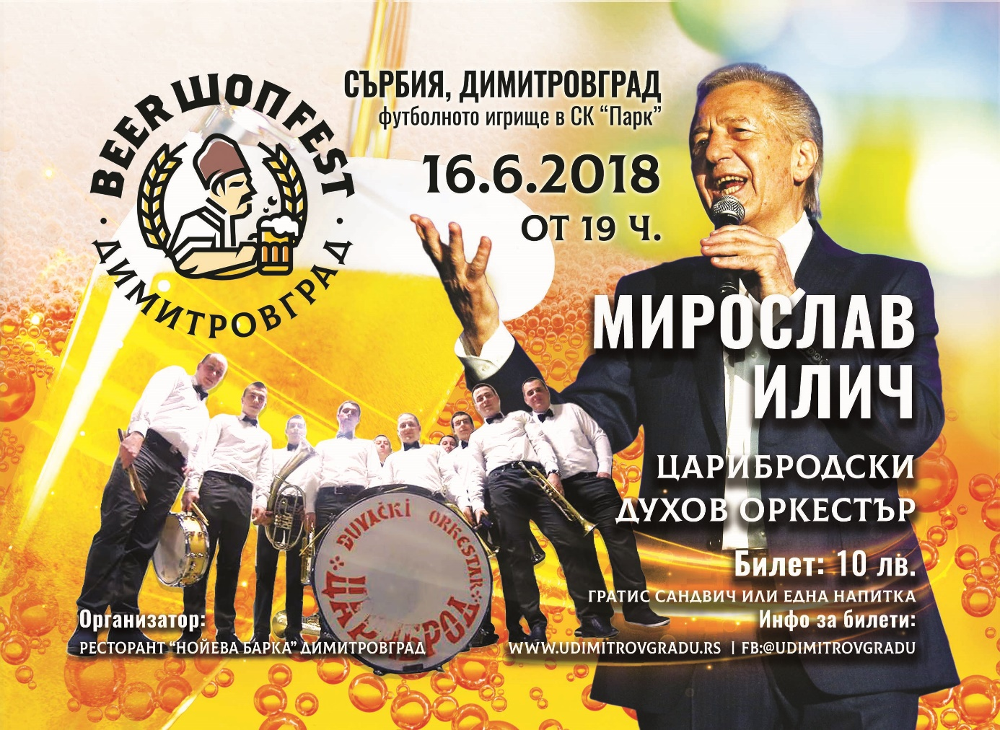 BEER ШОП FEST
• ДИМИТРОВГРАД •
СЪРБИЯ, ДИМИТРОВГРАД
футболното игрище в СК “Парк”
16.6.2018
ОТ 19 Ч.
МИРОСЛАВ
ИЛИЧ
ЦАРИБРОДСКИ
ДУХОВ ОРКЕСТЪР
DUVAČKI ORKESTAR
Билет: 10 лв.
ГРАТИС САНДВИЧ ИЛИ ЕДНА НАПИТКА
Инфо за билети:
WWW.UDIMITROVGRADU.RS | FB:@UDIMITROVGRADU
Организатор:
РЕСТОРАНТ “НОЙЕВА БАРКА” ДИМИТРОВГРАД